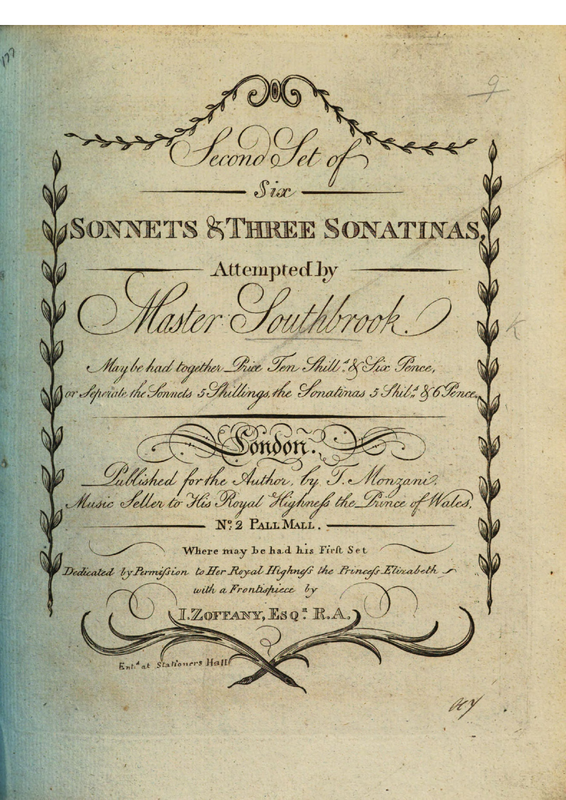 177
9
Second Set of
Six
SONNETS & THREE SONATINAS,
Attempted by
Master Southbrook.
K
May be had together Price Ten Shill.s & Six Pence,
or Seperate the Sonnets 5 Shillings, the Sonatinas 5 Shil.s & 6 Pence,
London.
Published for the Author, by T. Monzani.
Music Seller to His Royal Highneſs the Prince of Wales.
No. 2 PALL MALL.
Where may be had his Firſt Set
Dedicated by Permiſsion to Her Royal Highneſs the Princeſs Elizabeth
with a Frontispiece by
I. ZOFFANY, ESQ.R R.A.
Ent.d at Stationers Hall